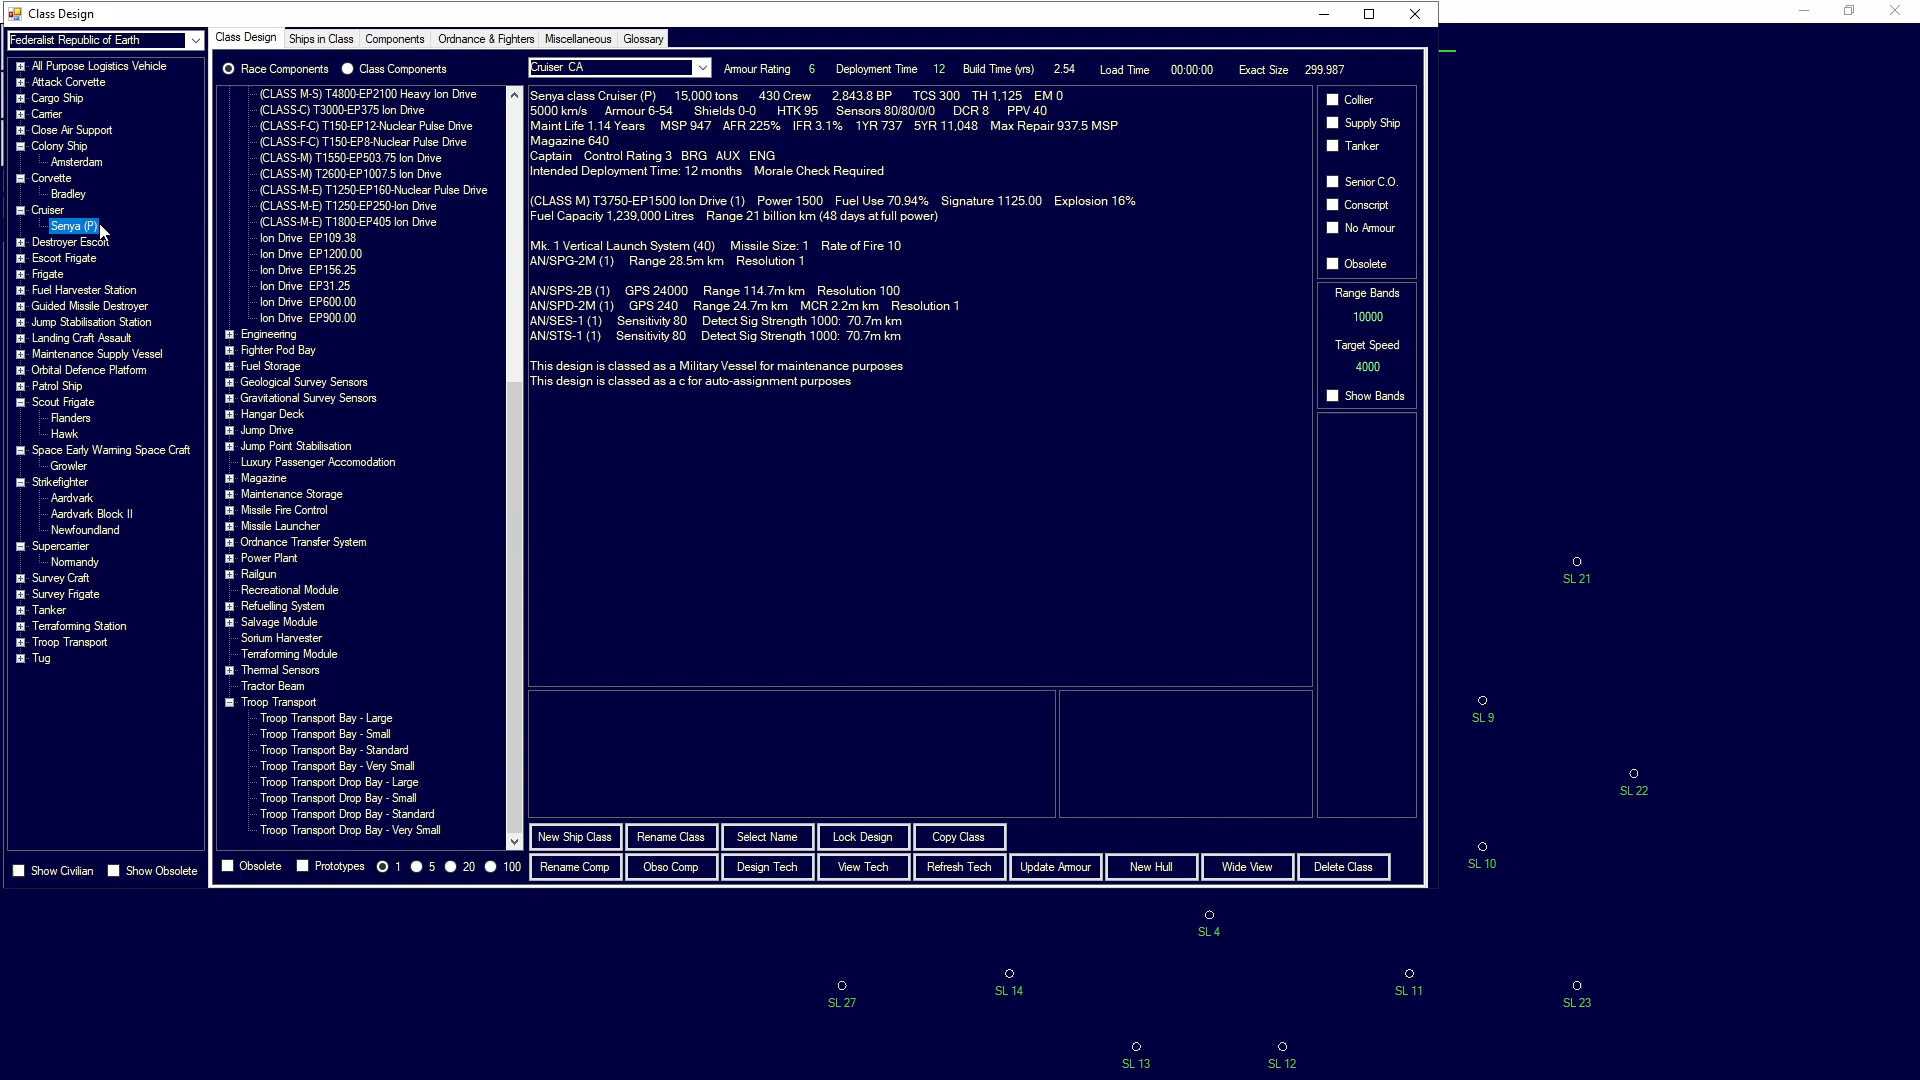 Class Design
Federalist Republic of Earth
All Purpose Logistics Vehicle
Attack Corvette
Cargo Ship
Carrier
Close Air Support
Colony Ship
Amsterdam
Corvette
Bradley
Cruiser
Senya (P)
Destroyer Escort
Escort Frigate
Frigate
Fuel Harvester Station
Guided Missile Destroyer
Jump Stabilisation Station
Landing Craft Assault
Maintenance Supply Vessel
Orbital Defence Platform
Patrol Ship
Scout Frigate
Flanders
Hawk
Space Early Warning Space Craft
Growler
Strikefighter
Aardvark
Aardvark Block II
Newfoundland
Supercarrier
Normandy
Survey Craft
Survey Frigate
Tanker
Terraforming Station
Troop Transport
Tug
Show Civilian Show Obsolete
Class Design Ships in Class Components Ordnance & Fighters Miscellaneous Glossary
Race Components Class Components
(CLASS M-S) T4800-EP2100 Heavy Ion Drive
(CLASS-C) T3000-EP375 Ion Drive
(CLASS-F-C) T150-EP12-Nuclear Pulse Drive
(CLASS-F-C) T150-EP8-Nuclear Pulse Drive
(CLASS-M) T1550-EP503.75 Ion Drive
(CLASS-M) T2600-EP1007.5 Ion Drive
(CLASS-M-E) T1250-EP160-Nuclear Pulse Drive
(CLASS-M-E) T1250-EP250-Ion Drive
(CLASS-M-E) T1800-EP405 Ion Drive
Ion Drive EP109.38
Ion Drive EP1200.00
Ion Drive EP156.25
Ion Drive EP31.25
Ion Drive EP600.00
Ion Drive EP900.00
Engineering
Fighter Pod Bay
Fuel Storage
Geological Survey Sensors
Gravitational Survey Sensors
Hangar Deck
Jump Drive
Jump Point Stabilisation
Luxury Passenger Accomodation
Magazine
Maintenance Storage
Missile Fire Control
Missile Launcher
Ordnance Transfer System
Power Plant
Railgun
Recreational Module
Refuelling System
Salvage Module
Sorium Harvester
Terraforming Module
Thermal Sensors
Tractor Beam
Troop Transport
Troop Transport Bay - Large
Troop Transport Bay - Small
Troop Transport Bay - Standard
Troop Transport Bay - Very Small
Troop Transport Drop Bay - Large
Troop Transport Drop Bay - Small
Troop Transport Drop Bay - Standard
Troop Transport Drop Bay - Very Small
Obsolete Prototypes 1 5 20 100
Cruiser CA Armour Rating 6 Deployment Time 12 Build Time (yrs) 2.54 Load Time 00:00:00 Exact Size 299.987
Senya class Cruiser (P) 15,000 tons 430 Crew 2,843.8 BP TCS 300 TH 1,125 EM 0
5000 km/s Armour 6-54 Shields 0-0 HTK 95 Sensors 80/80/0/0 DCR 8 PPV 40
Maint Life 1.14 Years MSP 947 AFR 225% IFR 3.1% 1YR 737 5YR 11,048 Max Repair 937.5 MSP
Magazine 640
Captain Control Rating 3 BRG AUX ENG
Intended Deployment Time: 12 months Morale Check Required
(CLASS M) T3750-EP1500 Ion Drive (1) Power 1500 Fuel Use 70.94% Signature 1125.00 Explosion 16%
Fuel Capacity 1,239,000 Litres Range 21 billion km (48 days at full power)
Mk. 1 Vertical Launch System (40) Missile Size: 1 Rate of Fire 10
AN/SPG-2M (1) Range 28.5m km Resolution 1
AN/SPS-2B (1) GPS 24000 Range 114.7m km Resolution 100
AN/SPD-2M (1) GPS 240 Range 24.7m km MCR 2.2m km Resolution 1
AN/SES-1 (1) Sensitivity 80 Detect Sig Strength 1000: 70.7m km
AN/STS-1 (1) Sensitivity 80 Detect Sig Strength 1000: 70.7m km
This design is classed as a Military Vessel for maintenance purposes
This design is classed as a c for auto-assignment purposes
Collier
Supply Ship
Tanker
Senior C.O.
Conscript
No Armour
Obsolete
Range Bands
10000
Target Speed
4000
Show Bands
New Ship Class Rename Class Select Name Lock Design Copy Class
Rename Comp Obso Comp Design Tech View Tech Refresh Tech Update Armour New Hull Wide View Delete Class
SL 21
SL 9
SL 22
SL 10
SL 4
SL 14
SL 11
SL 27
SL 23
SL 13
SL 12